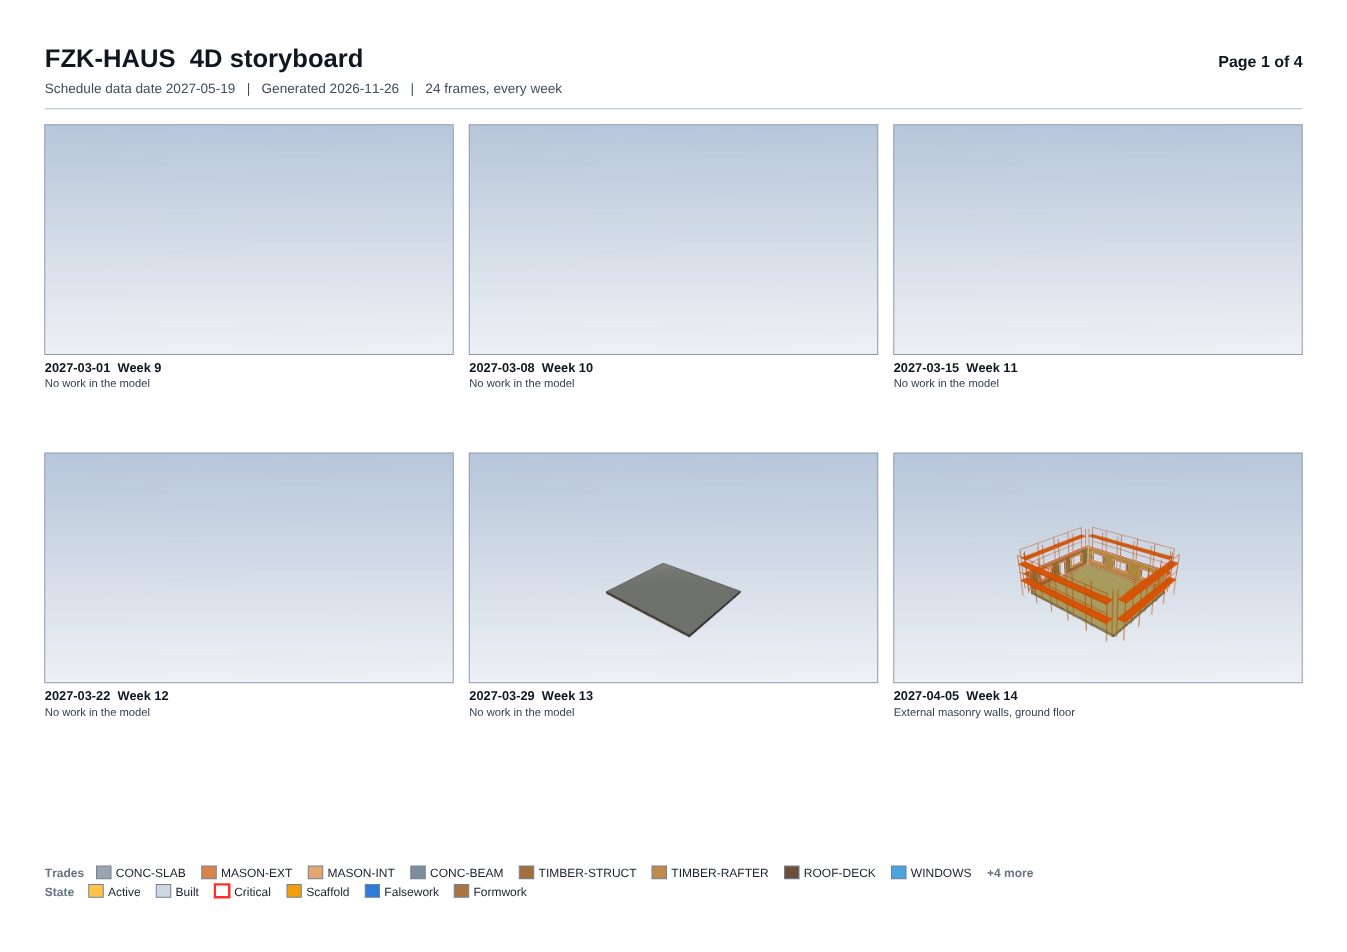 FZK-HAUS  4D storyboard
Page 1 of 4
Schedule data date 2027-05-19  |  Generated 2026-11-26  |  24 frames, every week
2027-03-01  Week 9
No work in the model
2027-03-08  Week 10
No work in the model
2027-03-15  Week 11
No work in the model
2027-03-22  Week 12
No work in the model
2027-03-29  Week 13
No work in the model
2027-04-05  Week 14
External masonry walls, ground floor
Trades CONC-SLAB MASON-EXT MASON-INT CONC-BEAM TIMBER-STRUCT TIMBER-RAFTER ROOF-DECK WINDOWS +4 more
State Active Built Critical Scaffold Falsework Formwork